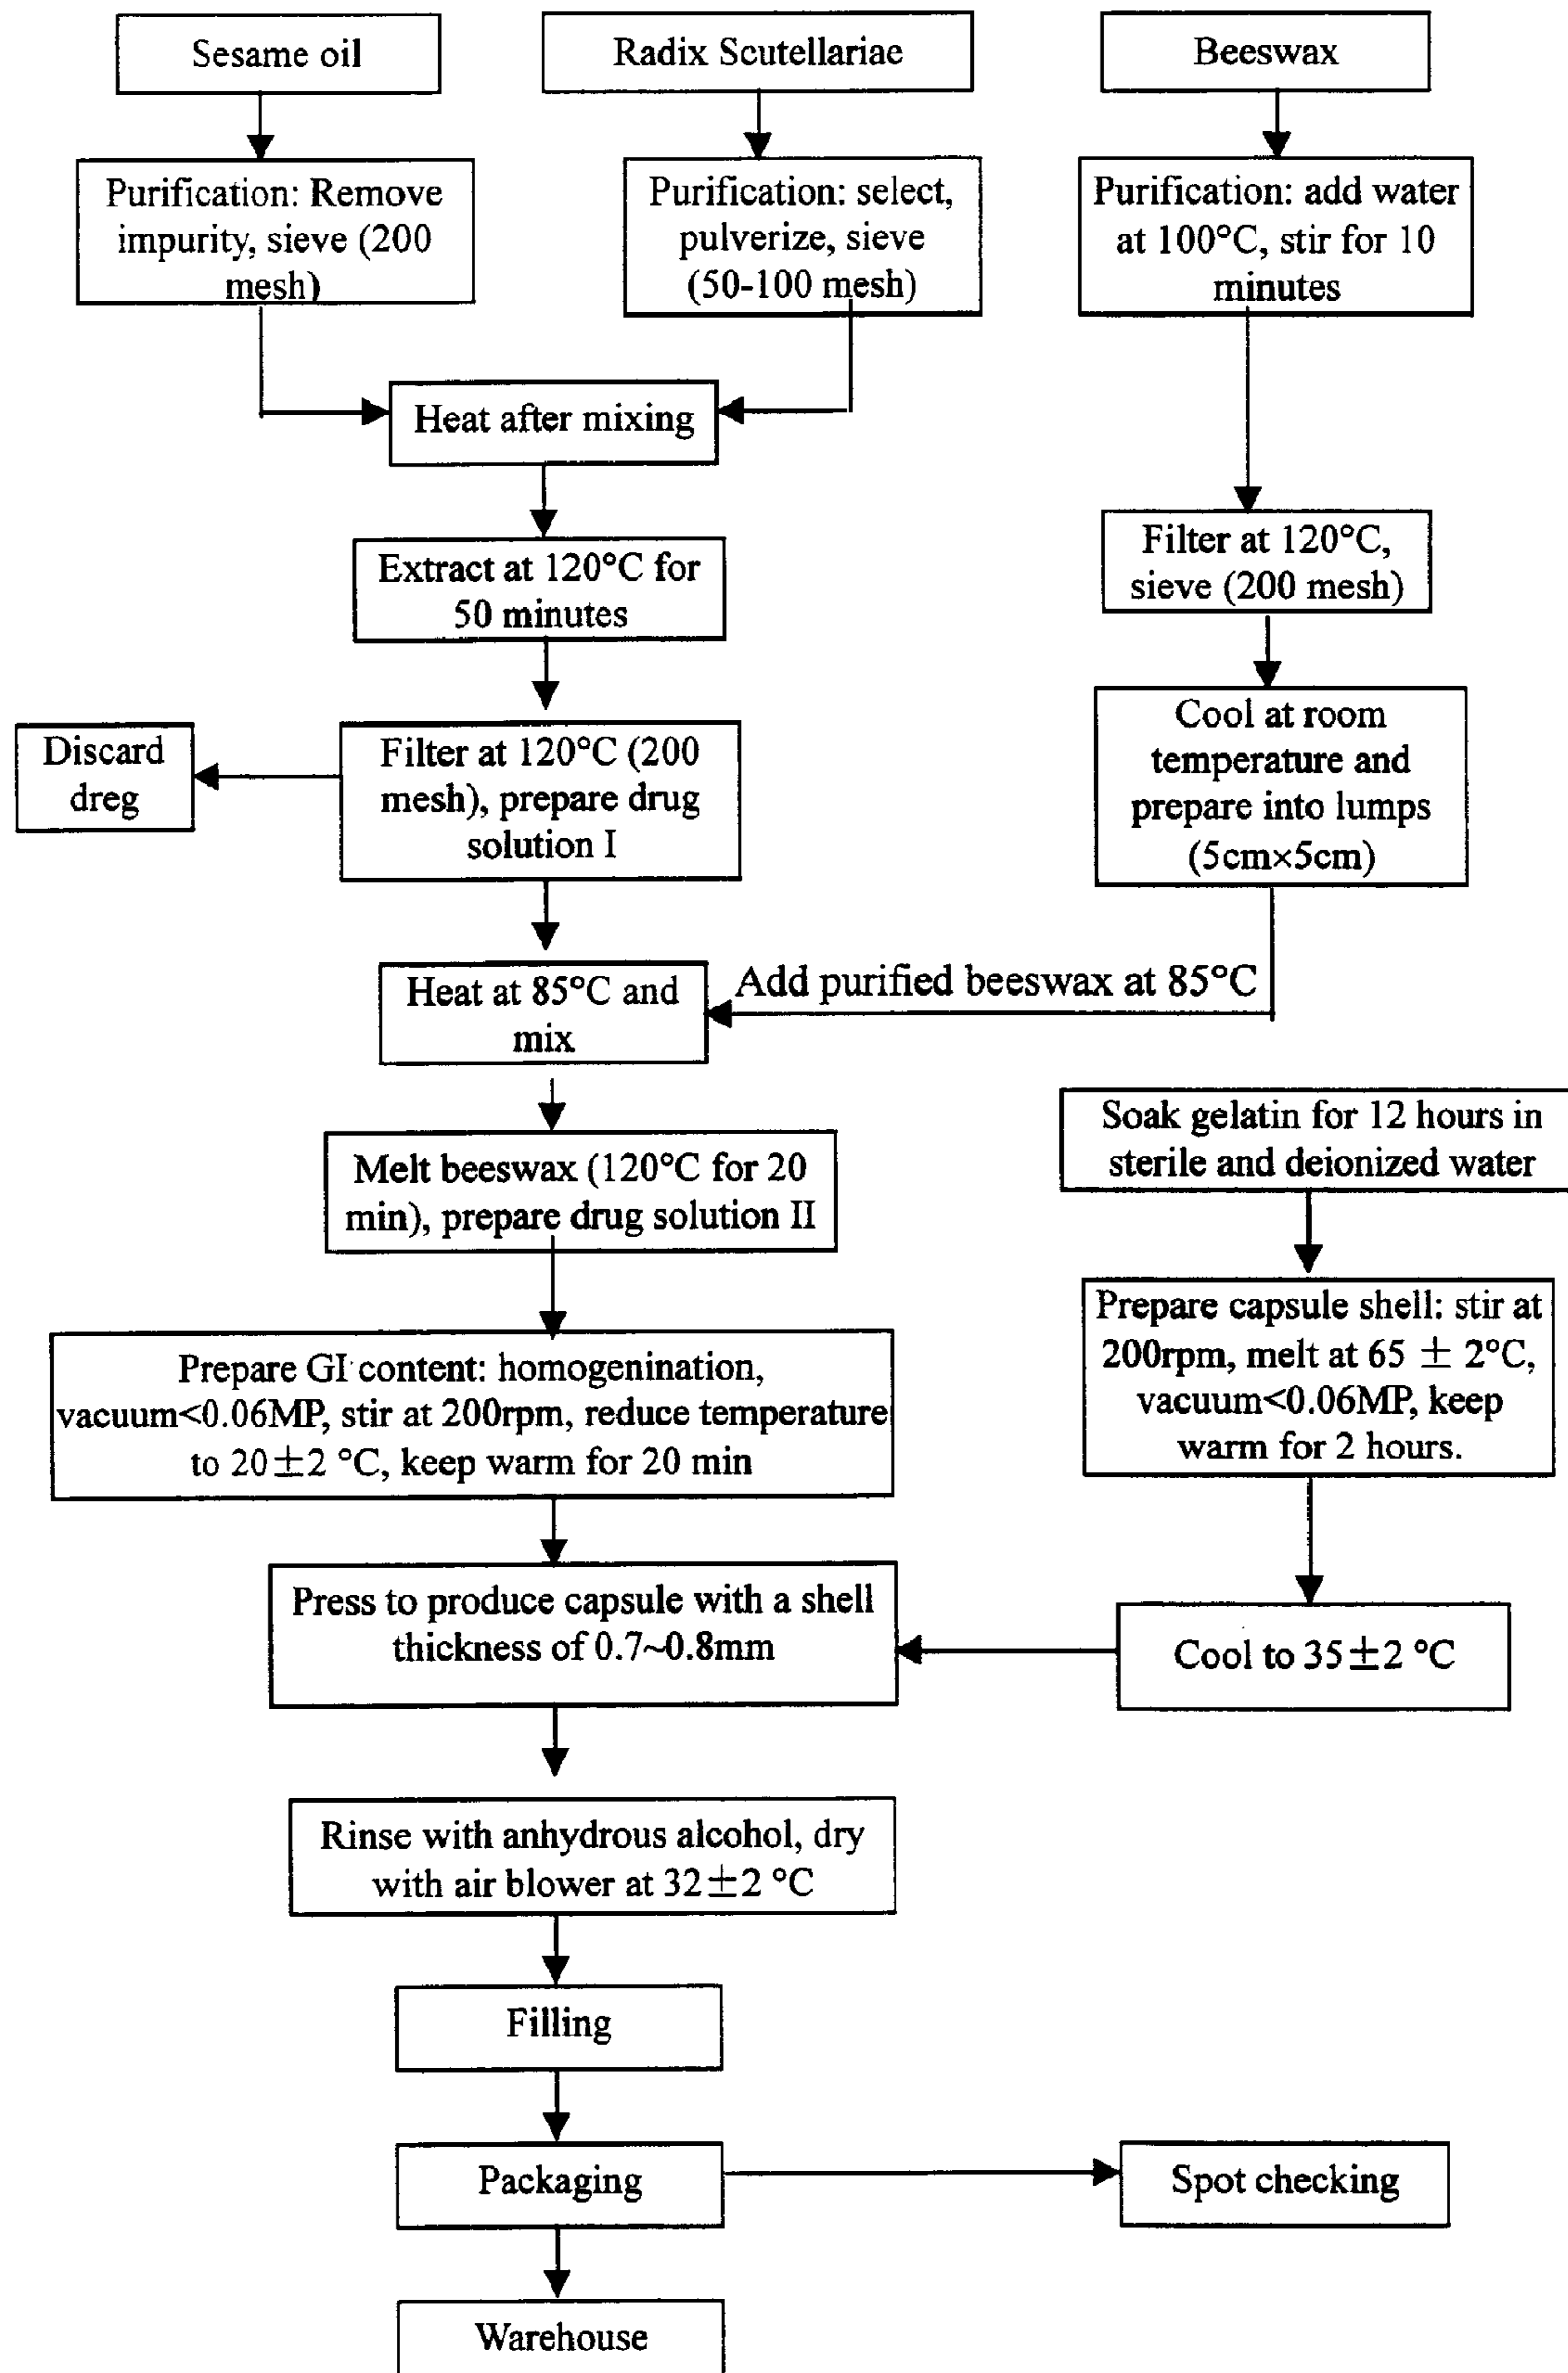 Sesame oil
Radix Scutellariae
Beeswax
Purification: Remove
impurity, sieve (200
mesh)
Purification: select,
pulverize, sieve
(50-100 mesh)
Purification: add water
at 100°C, stir for 10
minutes
Heat after mixing
Extract at 120°C for
50 minutes
Filter at 120°C,
sieve (200 mesh)
Discard
dreg
Filter at 120°C (200
mesh), prepare drug
solution I
Cool at room
temperature and
prepare into lumps
(5cm×5cm)
Heat at 85°C and
mix
Add purified beeswax at 85°C
Melt beeswax (120°C for 20
min), prepare drug solution II
Soak gelatin for 12 hours in
sterile and deionized water
Prepare GI content: homogenination,
vacuum<0.06MP, stir at 200rpm, reduce temperature
to 20±2 °C, keep warm for 20 min
Prepare capsule shell: stir at
200rpm, melt at 65 ± 2°C,
vacuum<0.06MP, keep
warm for 2 hours.
Press to produce capsule with a shell
thickness of 0.7~0.8mm
Cool to 35±2 °C
Rinse with anhydrous alcohol, dry
with air blower at 32±2 °C
Filling
Packaging
Spot checking
Warehouse